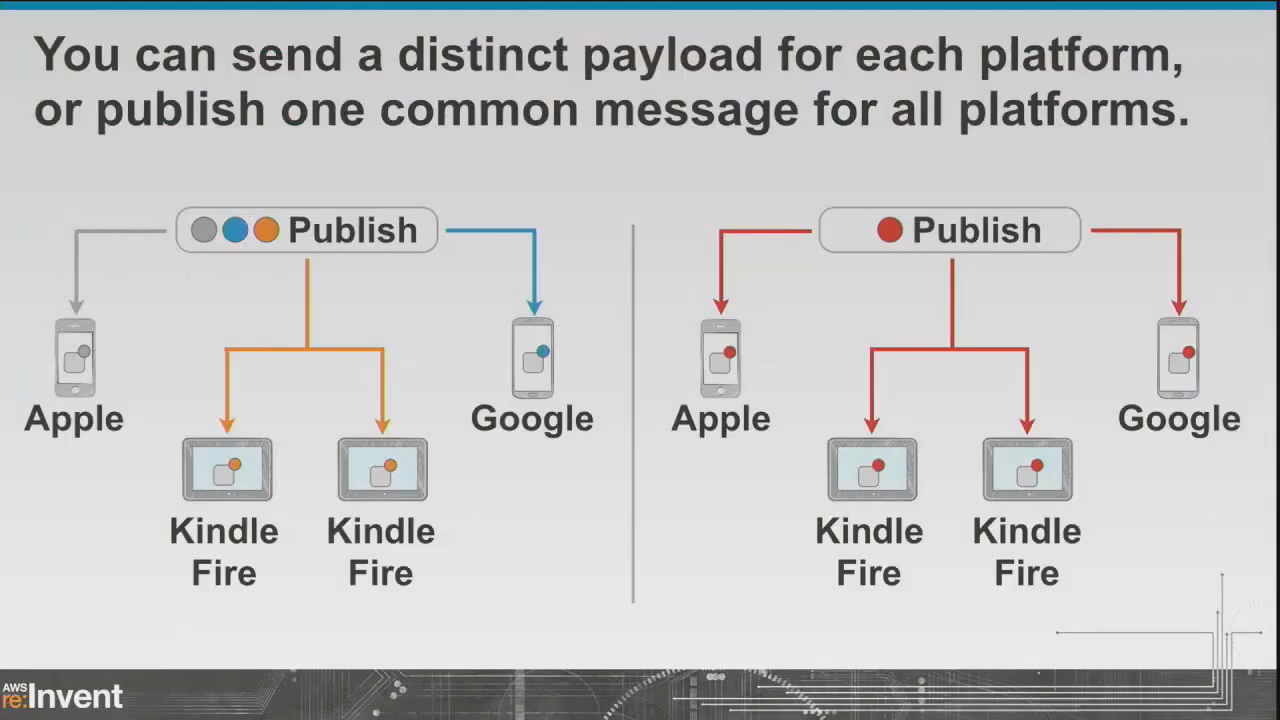 You can send a distinct payload for each platform,
or publish one common message for all platforms.
Publish
Apple
Google
Kindle
Fire
Kindle
Fire
Publish
Apple
Google
Kindle
Fire
Kindle
Fire
AWS
re:Invent